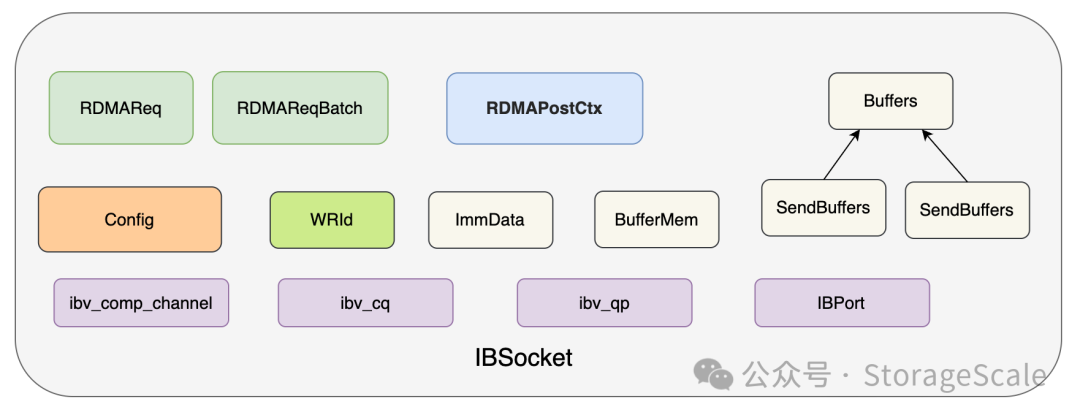 RDMAReq
RDMAReqBatch
RDMAPostCtx
Buffers
Config
WRId
ImmData
BufferMem
SendBuffers
SendBuffers
ibv_comp_channel
ibv_cq
ibv_qp
IBPort
IBSocket
公众号 · StorageScale